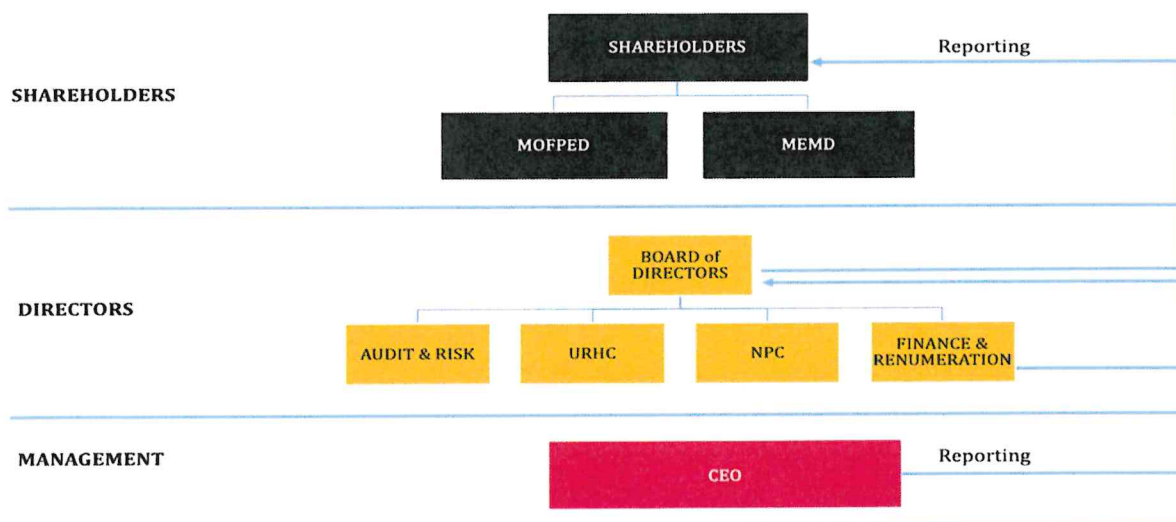 SHAREHOLDERS
Reporting
SHAREHOLDERS
MOFPED
MEMD
BOARD of
DIRECTORS
DIRECTORS
AUDIT & RISK
URHC
NPC
FINANCE &
RENUMERATION
MANAGEMENT
CEO
Reporting